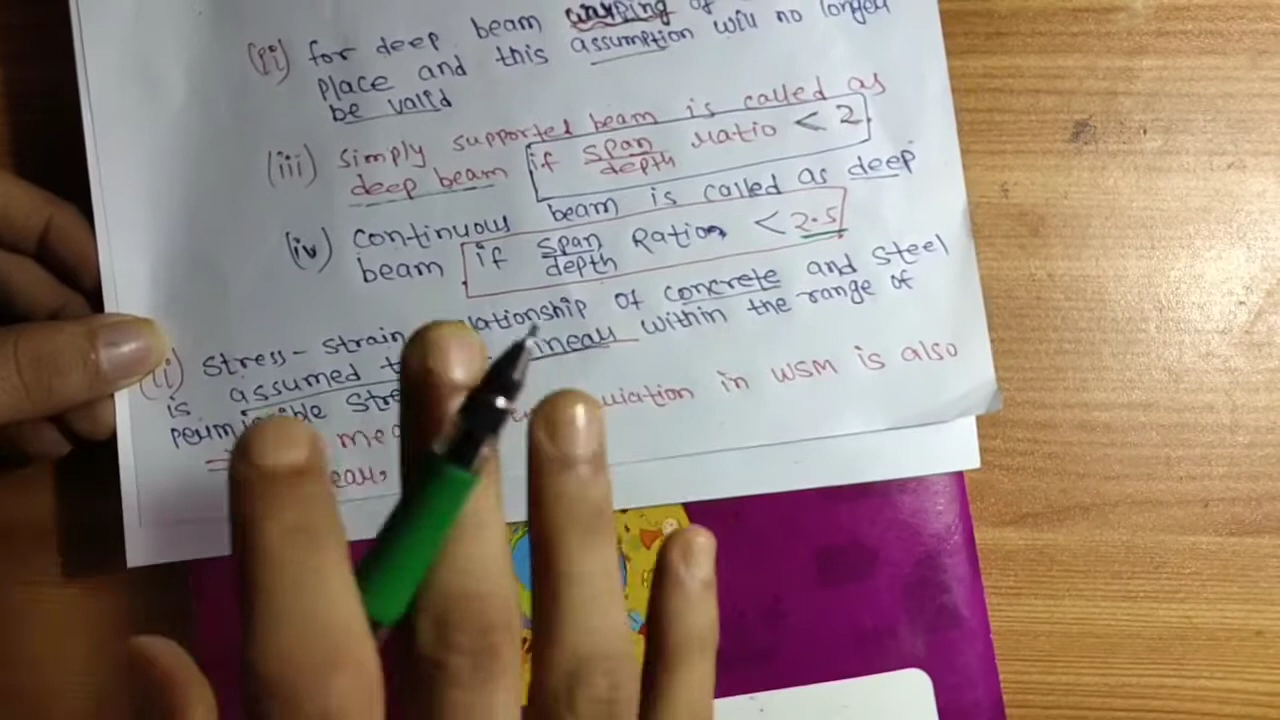 (ii) for deep beam warping of
place and this assumption will no longer
be valid
(iii) simply supported beam is called as
deep beam if span/depth ratio < 2
(iv) continuous beam is called as deep
beam if span/depth Ratio < 2.5
(ii) stress-strain relationship of concrete and steel
is assumed linear within the range of
permissible
in WSM is also